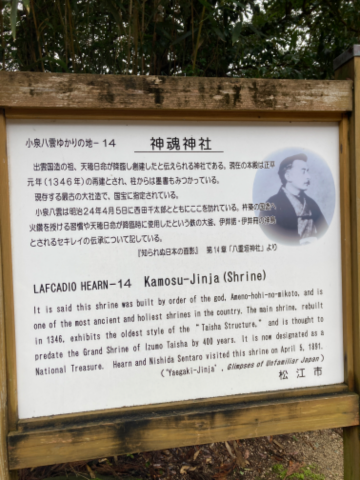 小泉八雲ゆかりの地-14
神魂神社
出雲国造の祖、天穂日命が降臨し創建したと伝えられる神社である。現在の本殿は正平
元年(1346年)の再建とされ、柱からは墨書もみつかっている。
現存する最古の大社造で、国宝に指定されている。
小泉八雲は明治24年4月5日に西田千太郎とともにここを訪れている。杵築の国造が
火鑽を授ける習慣や天穂日命が降臨時に使用したという鉄の大釜、伊弉諾・伊弉冉の
とされるセキレイの伝承について記している。
『知られぬ日本の面影』 第14章「八重垣神社」より
LAFCADIO HEARN-14 Kamosu-Jinja(Shrine)
It is said this shrine was built by order of the god, Ameno-hohi-no-mikoto, and is
one of the most ancient and holiest shrines in the country. The main shrine, rebuilt
in 1346, exhibits the oldest style of the "Taisha Structure," and is thought to
predate the Grand Shrine of Izumo Taisha by 400 years. It is now designated as a
National Treasure. Hearn and Nishida Sentaro visited this shrine on April 5, 1891.
("Yaegaki-Jinja", Glimpses of Unfamiliar Japan)
松江市